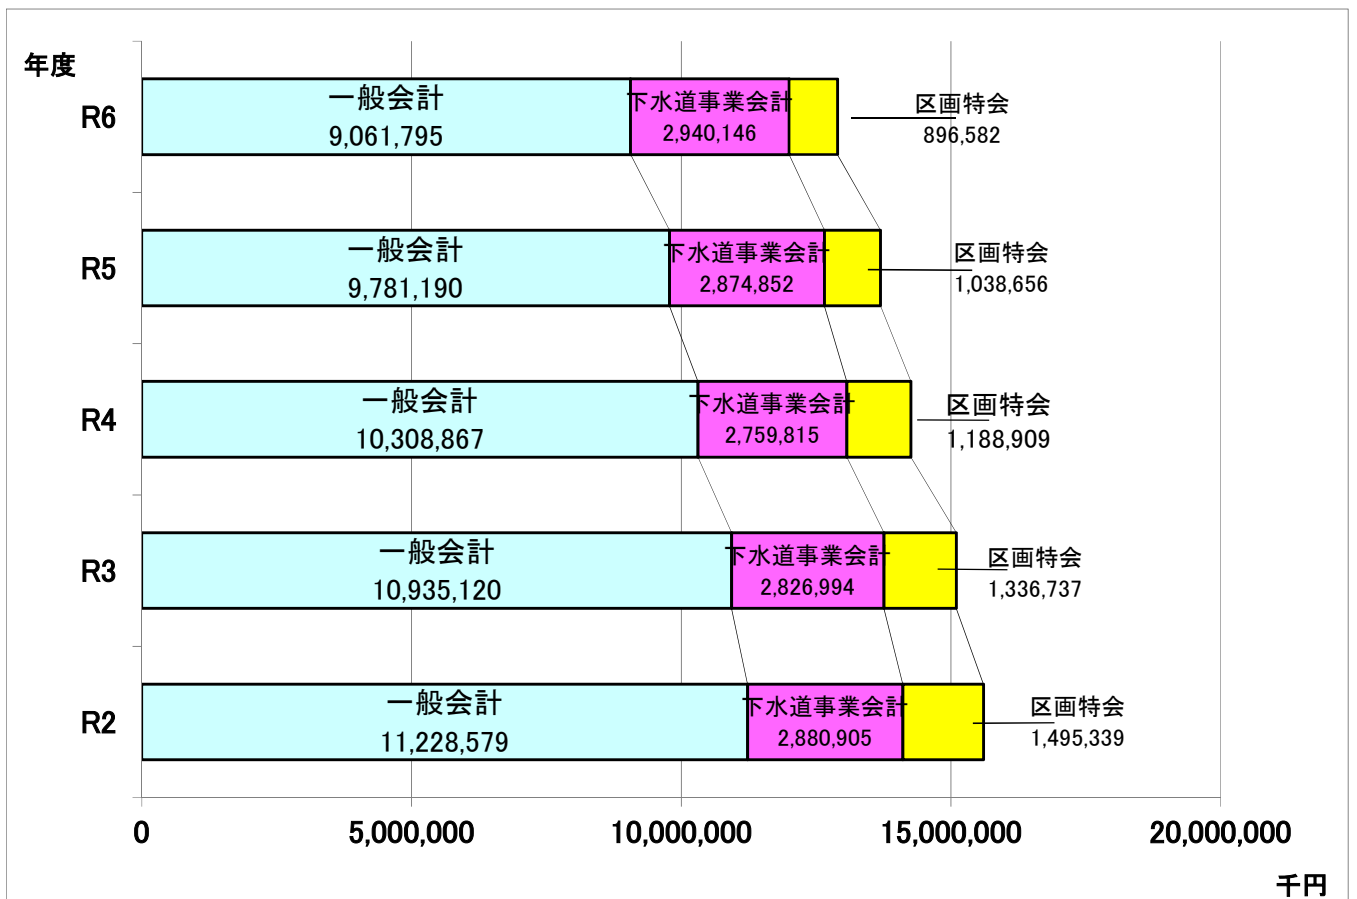 年度
R6
一般会計
9,061,795
下水道事業会計
2,940,146
区画特会
896,582
R5
一般会計
9,781,190
下水道事業会計
2,874,852
区画特会
1,038,656
R4
一般会計
10,308,867
下水道事業会計
2,759,815
区画特会
1,188,909
R3
一般会計
10,935,120
下水道事業会計
2,826,994
区画特会
1,336,737
R2
一般会計
11,228,579
下水道事業会計
2,880,905
区画特会
1,495,339
0 5,000,000 10,000,000 15,000,000 20,000,000
千円